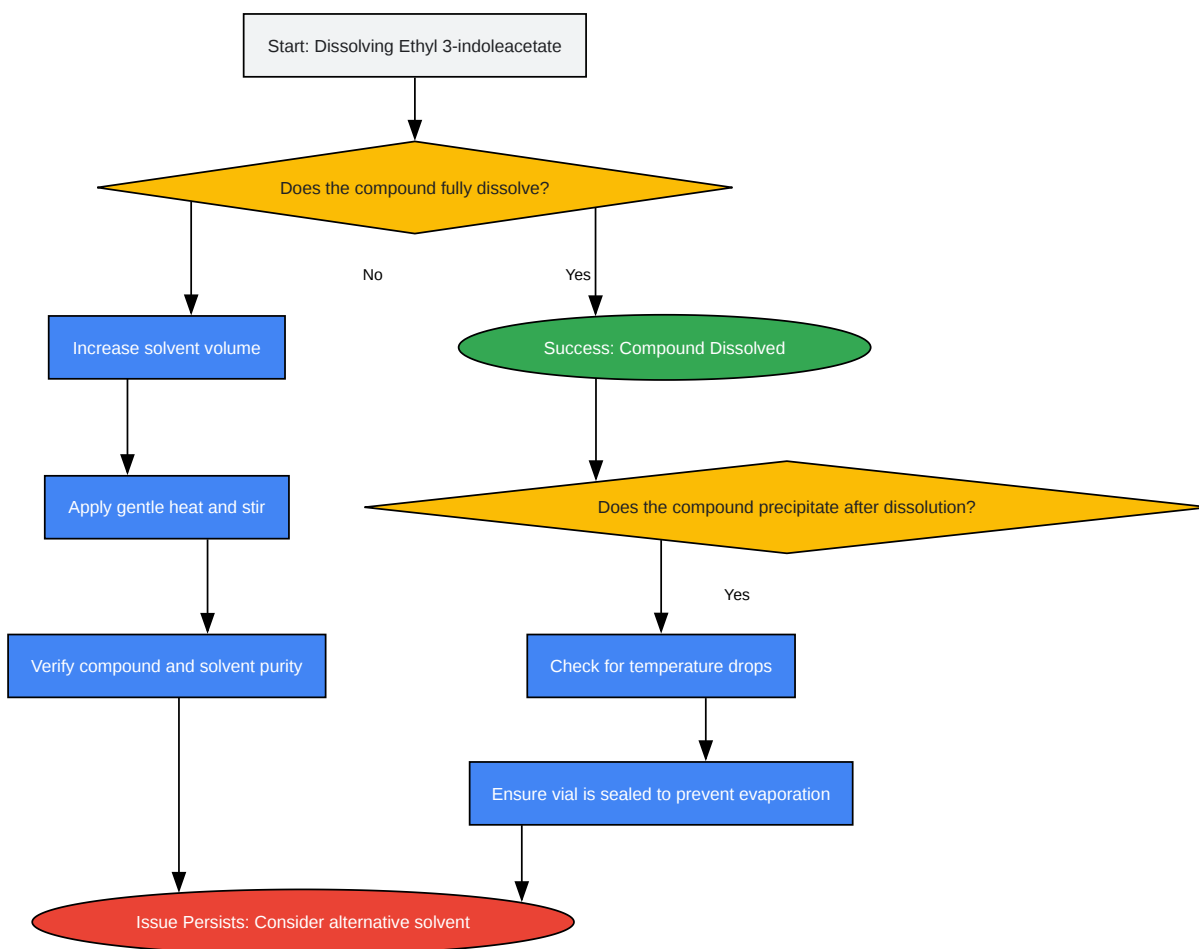 Start: Dissolving Ethyl 3-indoleacetate
Does the compound fully dissolve?
No
Yes
Increase solvent volume
Success: Compound Dissolved
Apply gentle heat and stir
Does the compound precipitate after dissolution?
Yes
Verify compound and solvent purity
Check for temperature drops
Ensure vial is sealed to prevent evaporation
Issue Persists: Consider alternative solvent